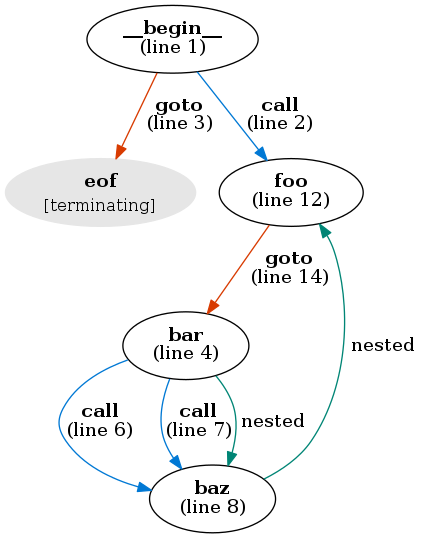 __begin__
(line 1)
goto
(line 3)
call
(line 2)
eof
[terminating]
foo
(line 12)
goto
(line 14)
bar
(line 4)
nested
call
(line 6)
call
(line 7)
nested
baz
(line 8)